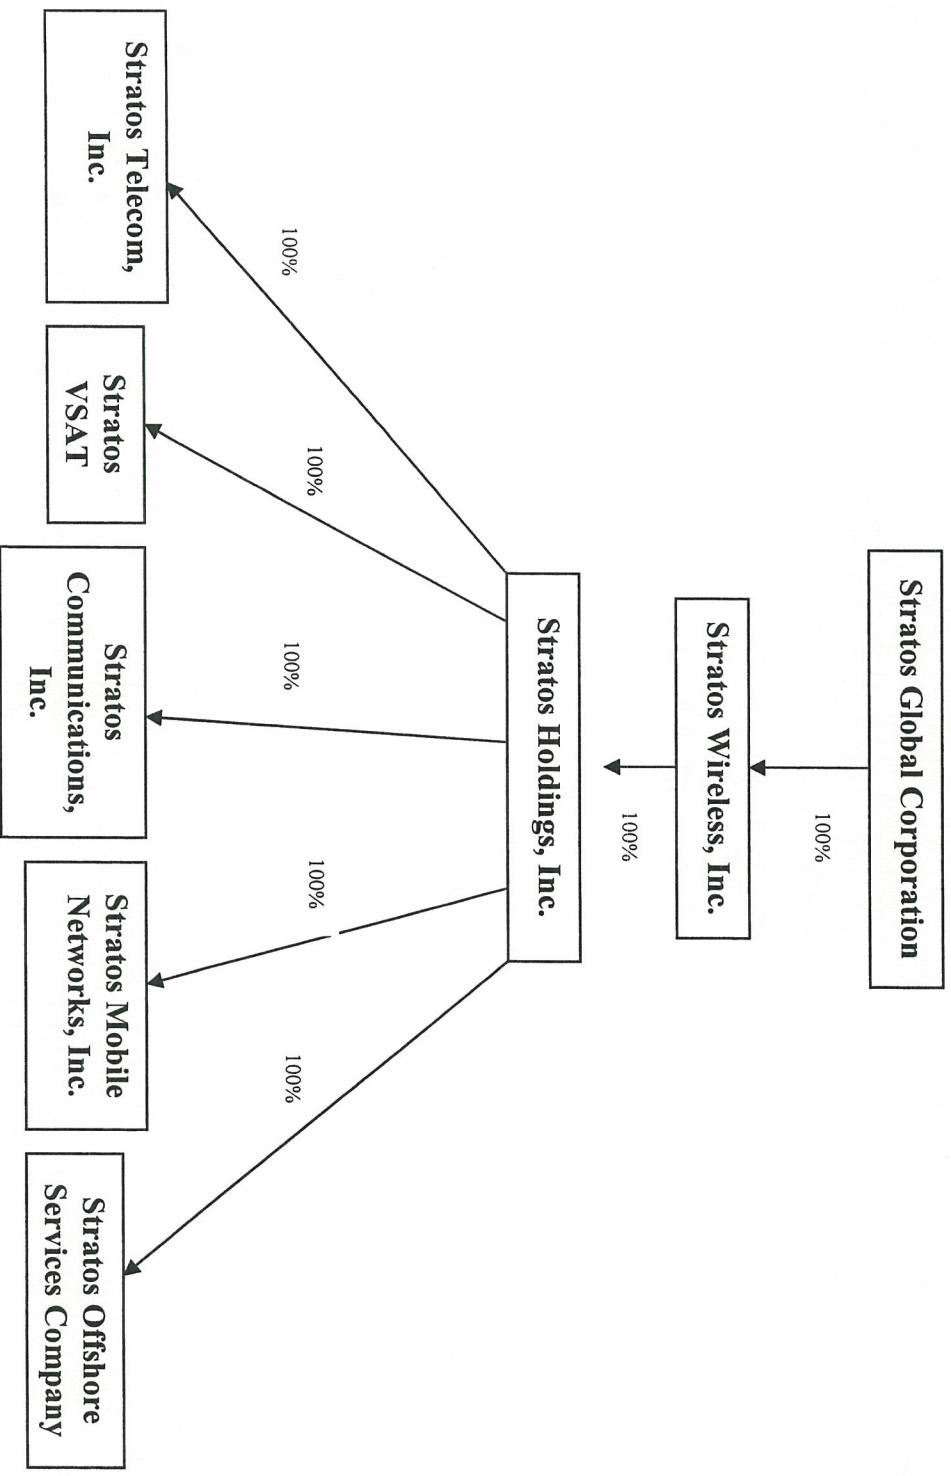 Stratos Global Corporation
100%
Stratos Wireless, Inc.
100%
Stratos Holdings, Inc.
100%
100%
100%
100%
100%
Stratos Telecom,
Inc.
Stratos
VSAT
Stratos
Communications,
Inc.
Stratos Mobile
Networks, Inc.
Stratos Offshore
Services Company